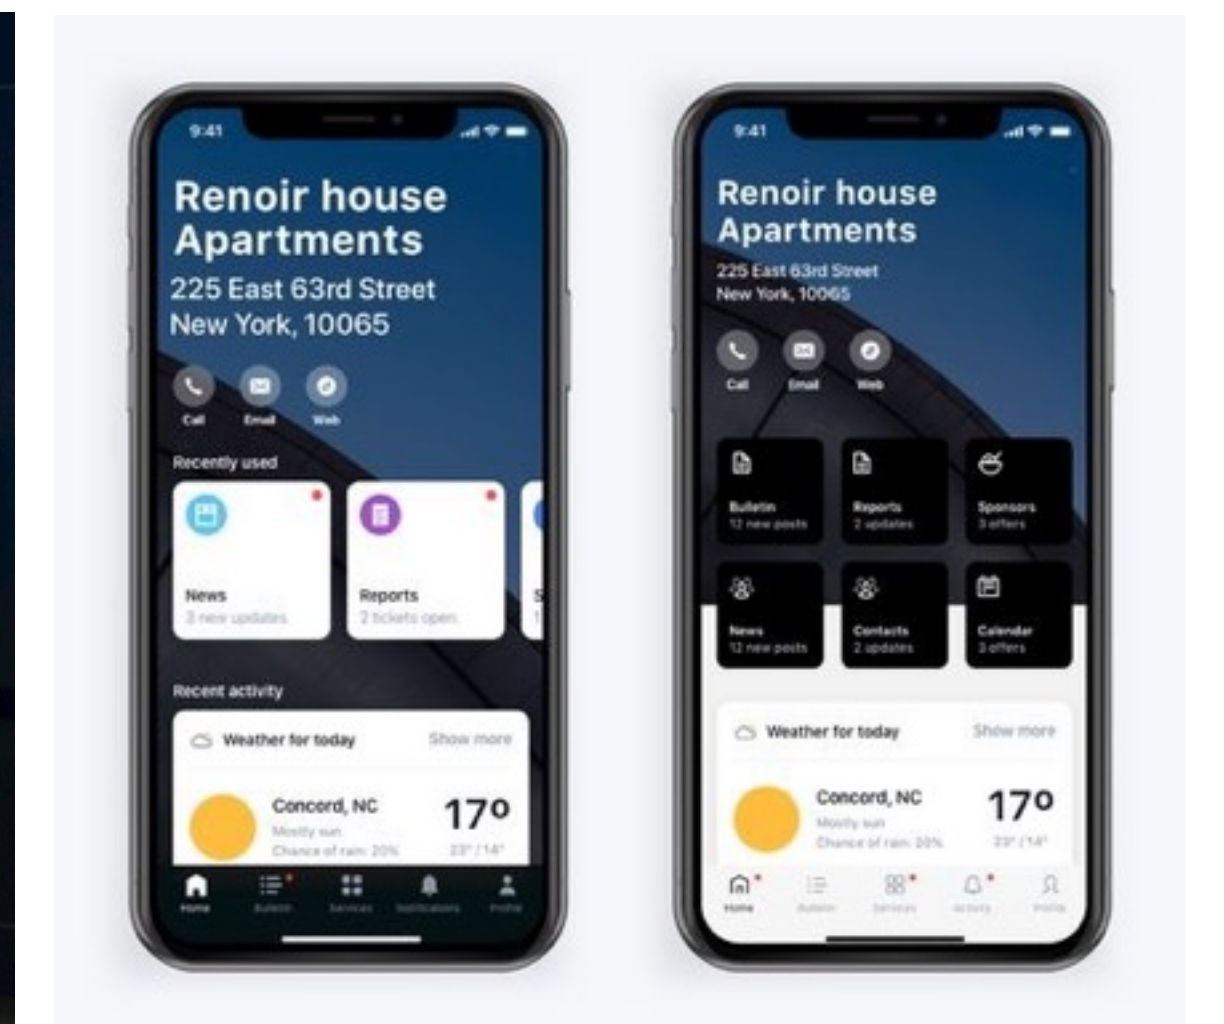 9:41
Renoir house
Apartments
225 East 63rd Street
New York, 10065
Call
Email
Web
Recently used
News
3 new updates
Reports
2 tickets open
S
1
Recent activity
Weather for today
Show more
Concord, NC
17º
Mostly sun
Chance of rain: 20%
23° / 14°
Home
Bulletin
Services
Notifications
Profile
9:41
Renoir house
Apartments
225 East 63rd Street
New York, 10065
Call
Email
Web
Bulletin
12 new posts
Reports
2 updates
Sponsors
3 offers
News
12 new posts
Contacts
2 updates
Calendar
3 offers
Weather for today
Show more
Concord, NC
17º
Mostly sun
Chance of rain: 20%
23° / 14°
Home
Bulletin
Services
Activity
Profile